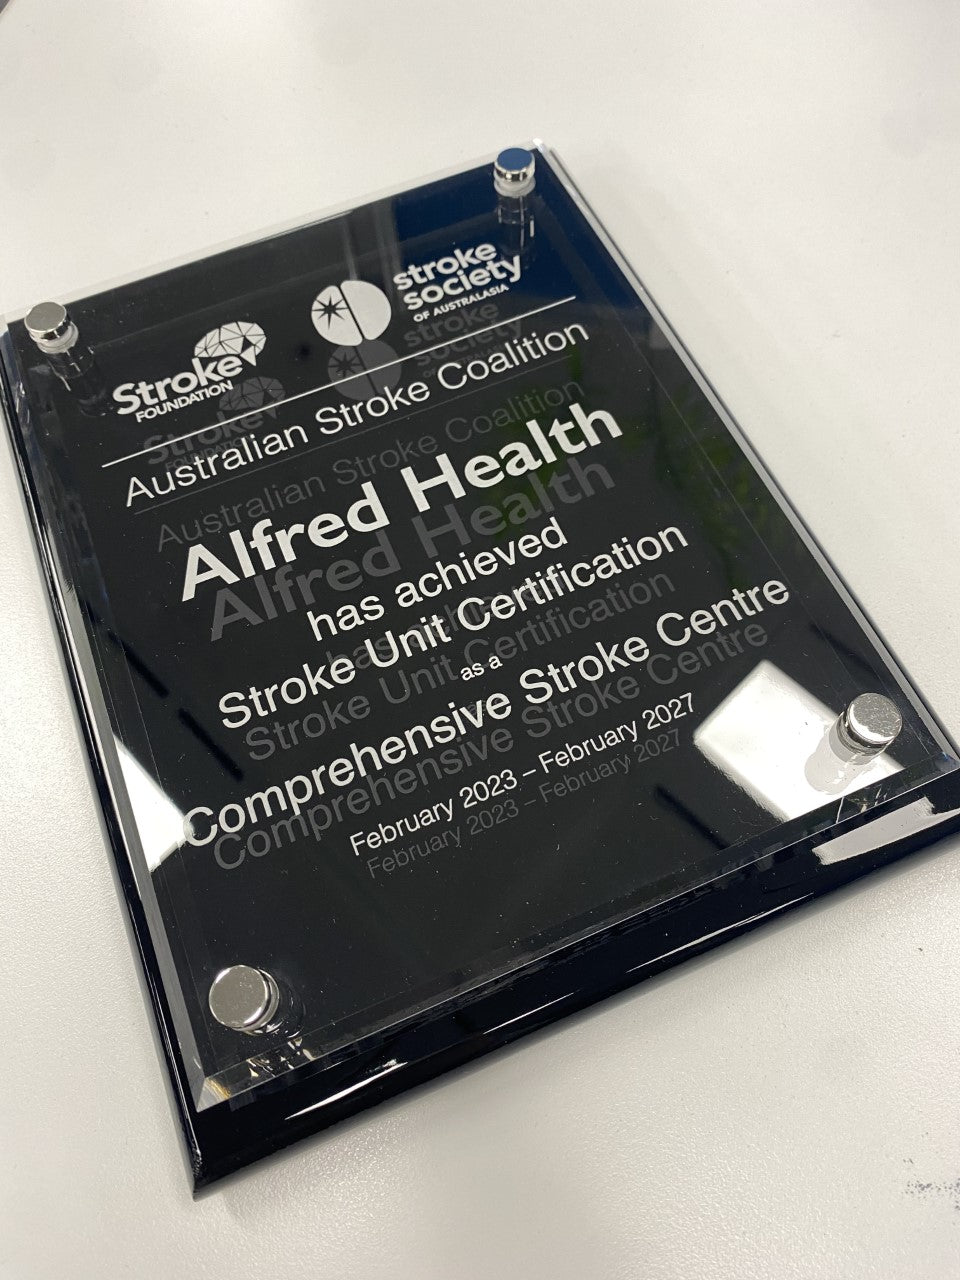 Stroke
FOUNDATION
stroke
society
OF AUSTRALASIA
Australian Stroke Coalition
Alfred Health
has achieved
Stroke Unit Certification
as a
Comprehensive Stroke Centre
February 2023 – February 2027